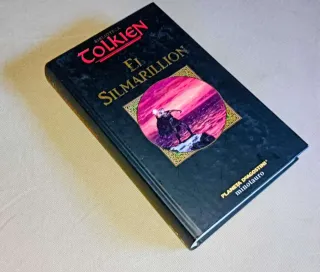 TOLKIEN
EL
SILMARILLION
PLANETA DEAGOSTINI
minotauro